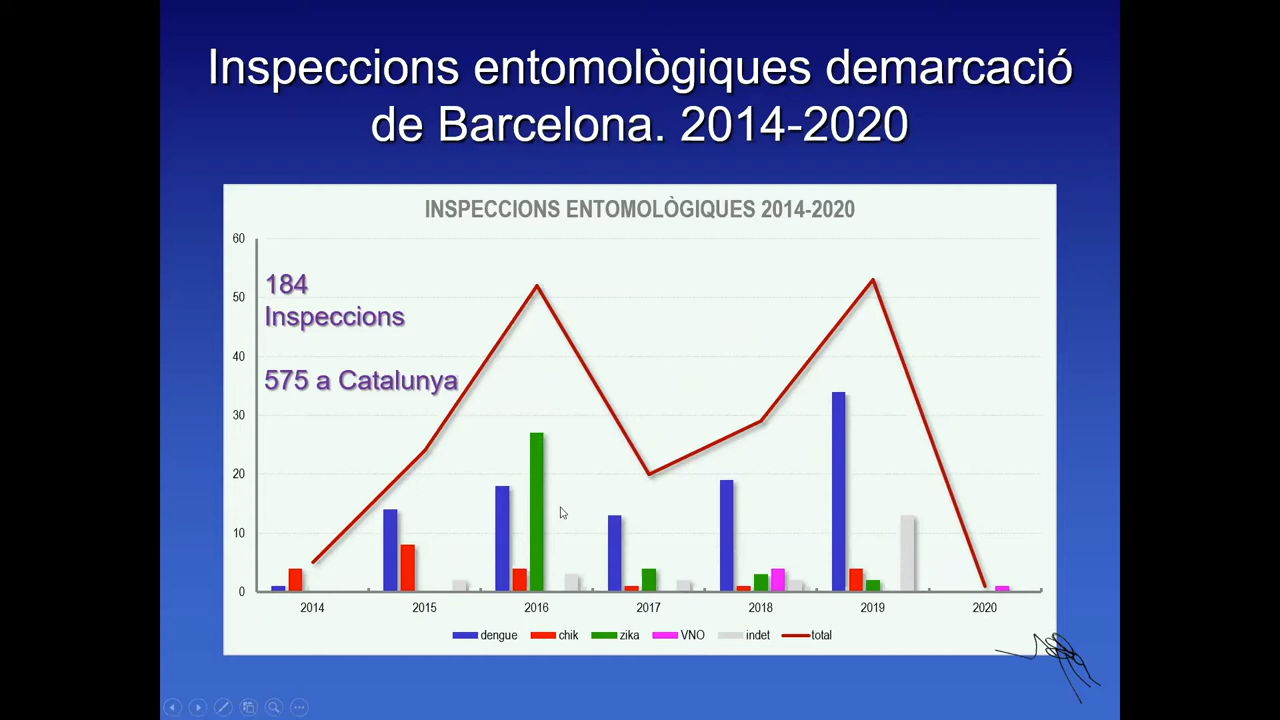 Inspeccions entomològiques demarcació
de Barcelona. 2014-2020
INSPECCIONS ENTOMOLÒGIQUES 2014-2020
60
50
40
30
20
10
0
184
Inspeccions
575 a Catalunya
2014 2015 2016 2017 2018 2019 2020
dengue chik zika VNO indet total